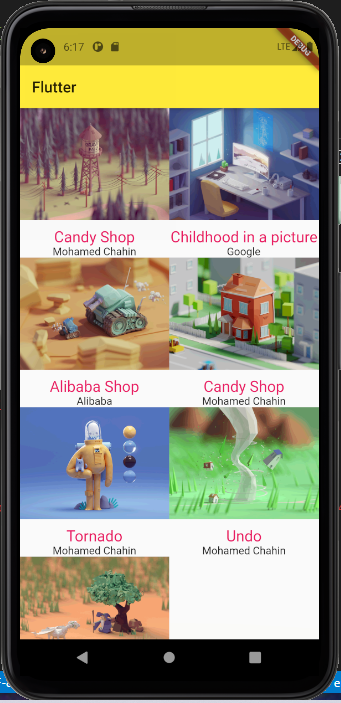 6:17
LTE
DEBUG
Flutter
Candy Shop
Mohamed Chahin
Childhood in a picture
Google
Alibaba Shop
Alibaba
Candy Shop
Mohamed Chahin
Tornado
Mohamed Chahin
Undo
Mohamed Chahin